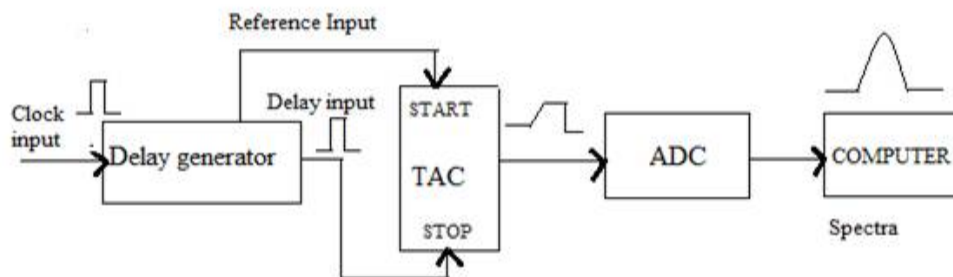 Reference Input
Clock
input
Delay input
Delay generator
START
TAC
STOP
ADC
COMPUTER
Spectra